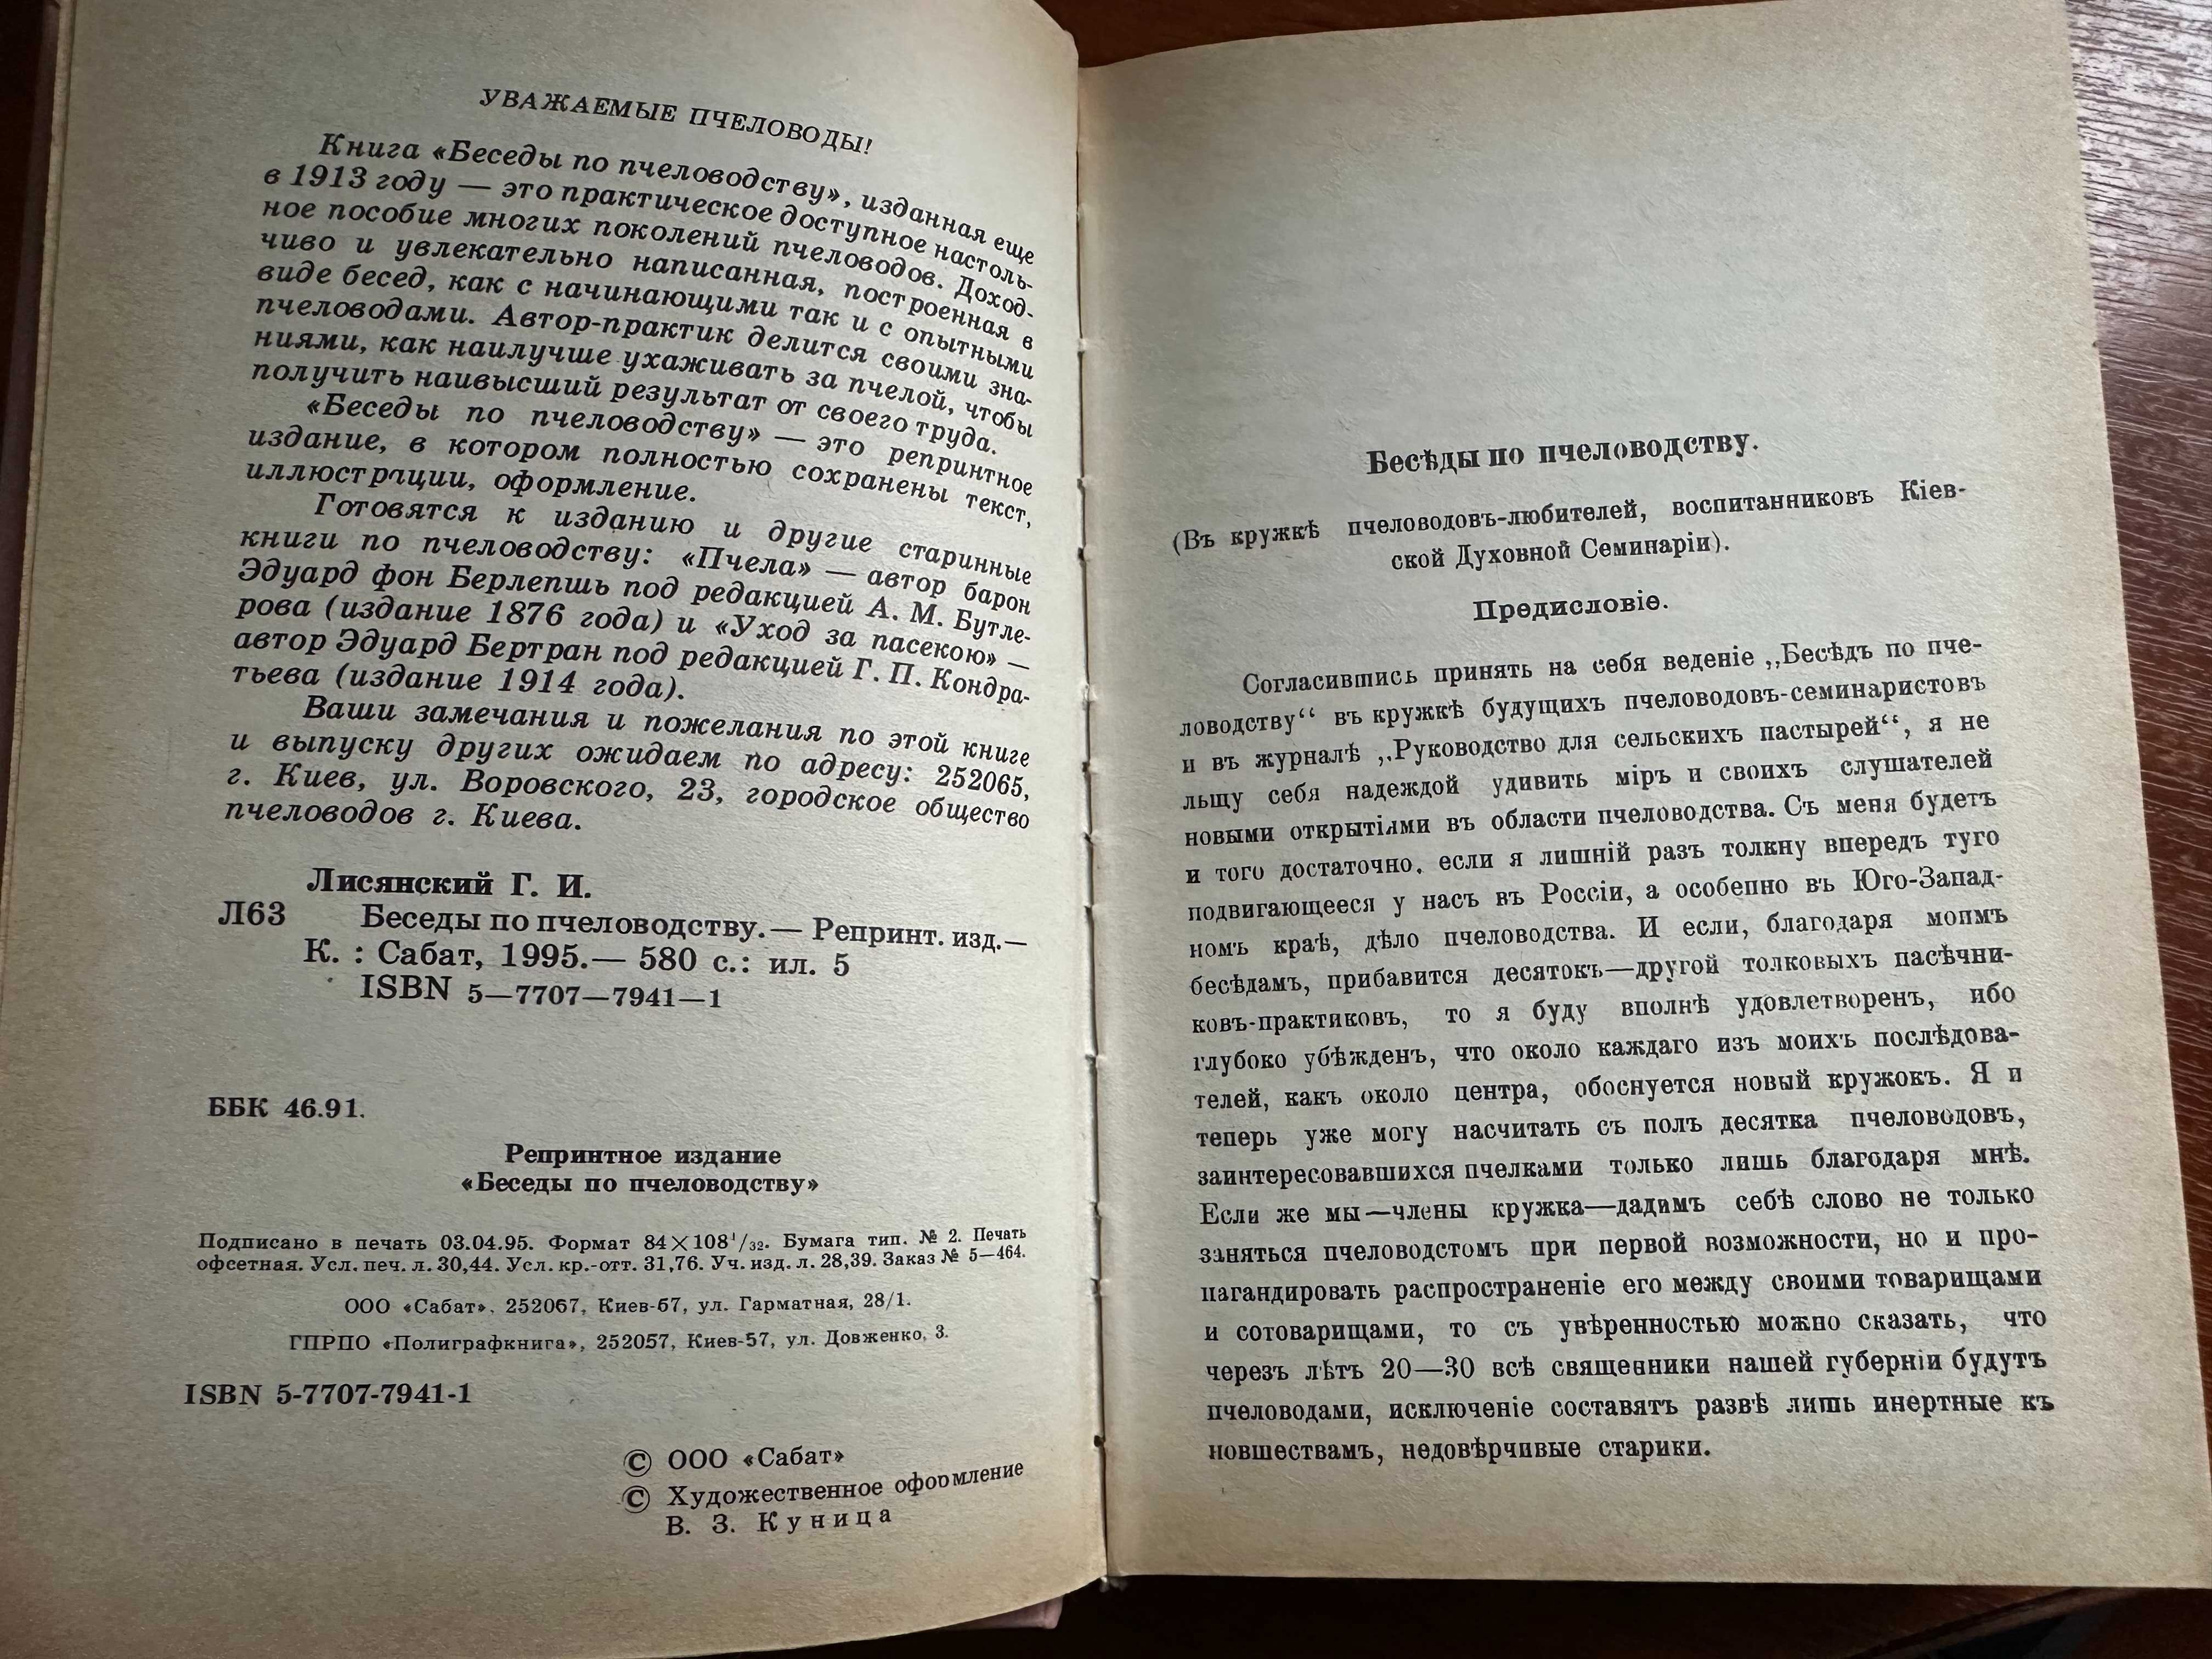 УВАЖАЕМЫЕ ПЧЕЛОВОДЫ!
Книга «Беседы по пчеловодству», изданная еще
в 1913 году — это практическое доступное настоль-
ное пособие многих поколений пчеловодов. Доход-
чиво и увлекательно написанная, построенная в
виде бесед, как с начинающими так и с опытными
пчеловодами. Автор-практик делится своими зна-
ниями, как наилучше ухаживать за пчелой, чтобы
получить наивысший результат от своего труда.
«Беседы по пчеловодству» — это репринтное
издание, в котором полностью сохранены текст,
иллюстрации, оформление.
Готовятся к изданию и другие старинные
книги по пчеловодству: «Пчела» — автор барон
Эдуард фон Берлепшь под редакцией А. М. Бутле-
рова (издание 1876 года) и «Уход за пасекою» —
автор Эдуард Бертран под редакцией Г. П. Кондра-
тьева (издание 1914 года).
Ваши замечания и пожелания по этой книге
и выпуску других ожидаем по адресу: 252065,
г. Киев, ул. Воровского, 23, городское общество
пчеловодов г. Киева.
Лисянский Г. И.
Л63 Беседы по пчеловодству.— Репринт. изд.—
К. : Сабат, 1995.— 580 с.: ил. 5
ISBN 5—7707—7941—1
ББК 46.91.
Репринтное издание
«Беседы по пчеловодству»
Подписано в печать 03.04.95. Формат 84×108¹/₃₂. Бумага тип. № 2. Печать
офсетная. Усл. печ. л. 30,44. Усл. кр.-отт. 31,76. Уч. изд. л. 28,39. Заказ № 5—464.
ООО «Сабат», 252067, Киев-67, ул. Гарматная, 28/1.
ГПРПО «Полиграфкнига», 252057, Киев-57, ул. Довженко, 3.
ISBN 5-7707-7941-1
© ООО «Сабат»
© Художественное оформление
В. З. Куница
Бесѣды по пчеловодству.
(Въ кружкѣ пчеловодовъ-любителей, воспитанниковъ Кіев-
ской Духовной Семинаріи).
Предисловіе.
Согласившись принять на себя веденіе „Бесѣдъ по пче-
ловодству“ въ кружкѣ будущихъ пчеловодовъ-семинаристовъ
и въ журналѣ „Руководство для сельскихъ пастырей“, я не
льщу себя надеждой удивить міръ и своихъ слушателей
новыми открытіями въ области пчеловодства. Съ меня будетъ
и того достаточно, если я лишній разъ толкну впередъ туго
подвигающееся у насъ въ Россіи, а особенно въ Юго-Запад-
номъ краѣ, дѣло пчеловодства. И если, благодаря моимъ
бесѣдамъ, прибавится десятокъ—другой толковыхъ пасѣчни-
ковъ-практиковъ, то я буду вполнѣ удовлетворенъ, ибо
глубоко убѣжденъ, что около каждаго изъ моихъ послѣдова-
телей, какъ около центра, обоснуется новый кружокъ. Я и
теперь уже могу насчитать съ полъ десятка пчеловодовъ,
заинтересовавшихся пчелками только лишь благодаря мнѣ.
Если же мы—члены кружка—дадимъ себѣ слово не только
заняться пчеловодстомъ при первой возможности, но и про-
пагандировать распространеніе его между своими товарищами
и сотоварищами, то съ увѣренностью можно сказать, что
черезъ лѣтъ 20—30 всѣ священники нашей губерніи будутъ
пчеловодами, исключеніе составятъ развѣ лишь инертные къ
новшествамъ, недовѣрчивые старики.